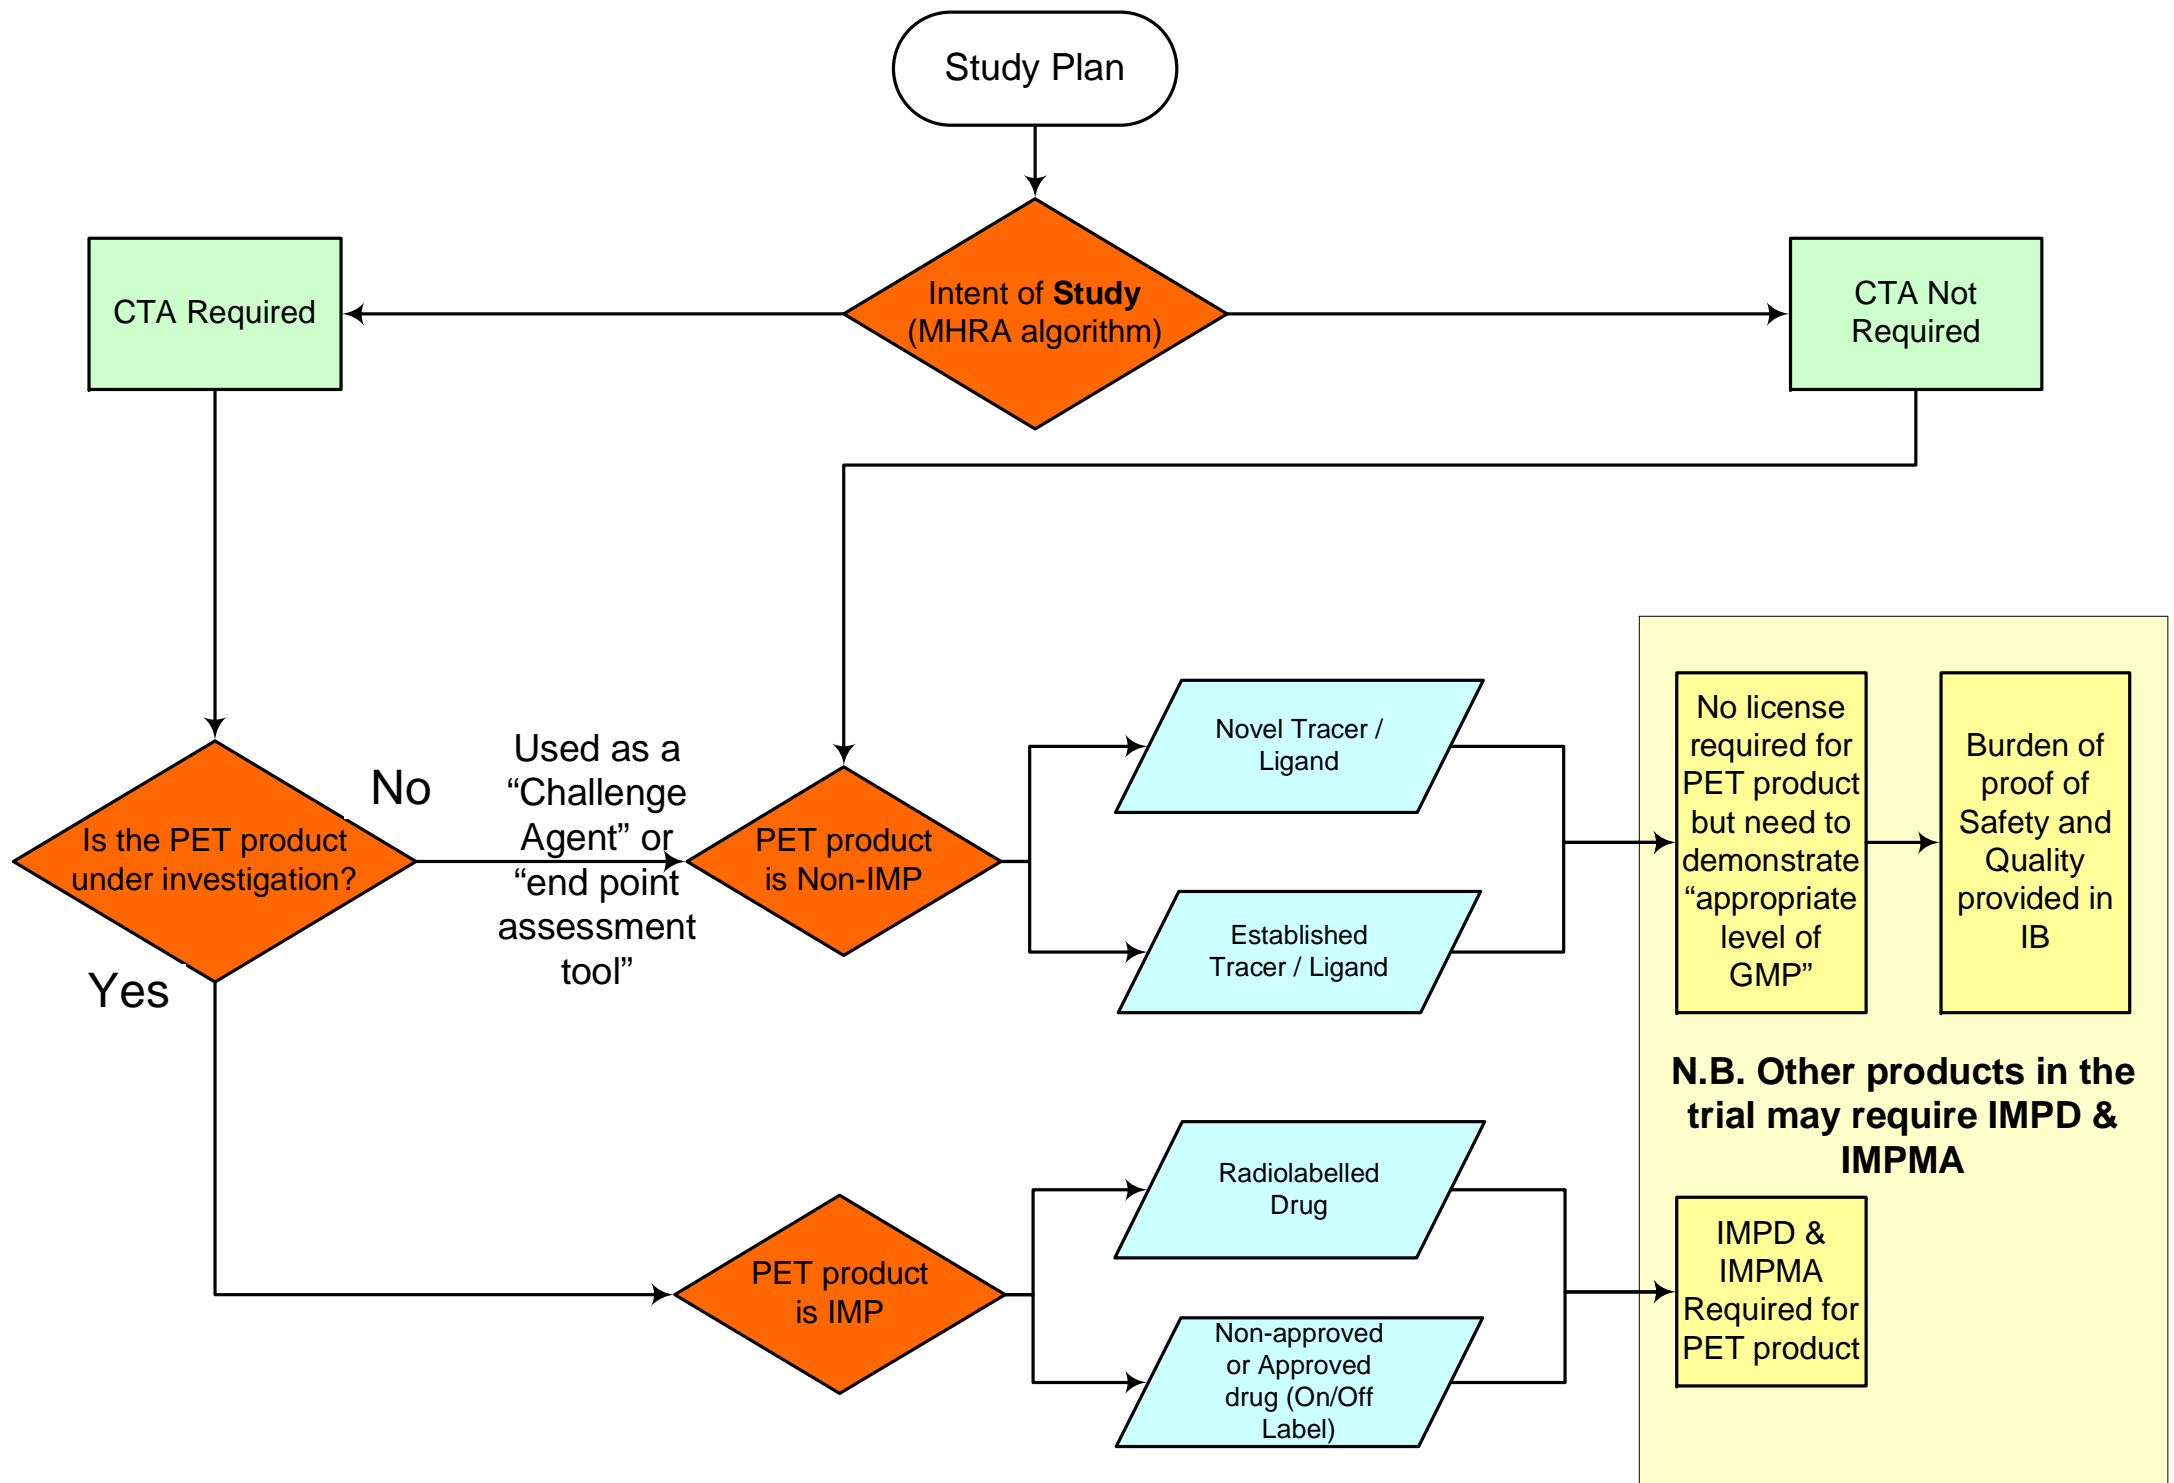 Study Plan
Intent of Study
(MHRA algorithm)
CTA Required
CTA Not
Required
Is the PET product
under investigation?
No
Yes
Used as a
“Challenge
Agent” or
“end point
assessment
tool”
PET product
is Non-IMP
Novel Tracer /
Ligand
Established
Tracer / Ligand
No license
required for
PET product
but need to
demonstrate
“appropriate
level of
GMP”
Burden of
proof of
Safety and
Quality
provided in
IB
N.B. Other products in the
trial may require IMPD &
IMPMA
PET product
is IMP
Radiolabelled
Drug
Non-approved
or Approved
drug (On/Off
Label)
IMPD &
IMPMA
Required for
PET product